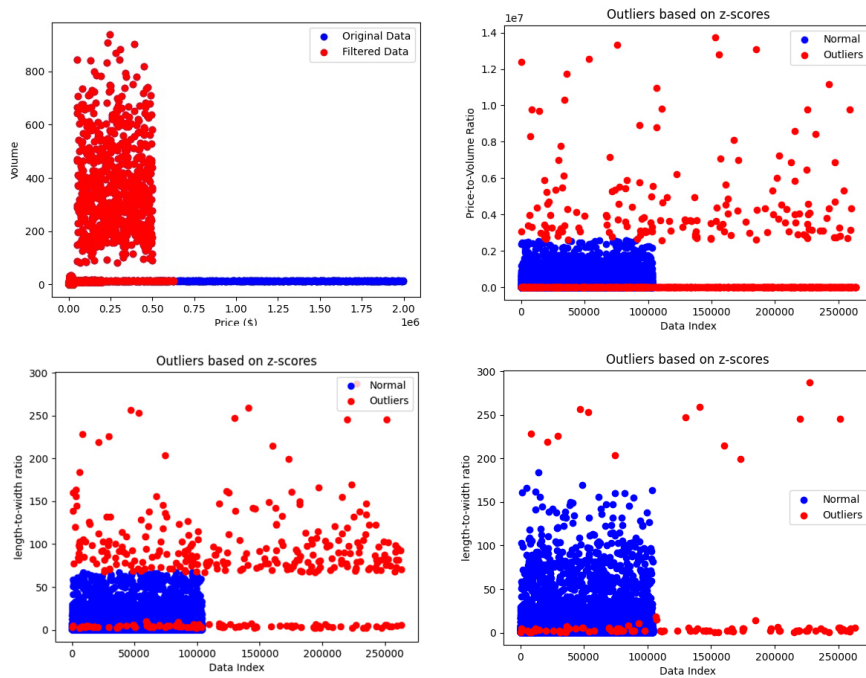 Original Data
Filtered Data
Volume
800
600
400
200
0
0.00 0.25 0.50 0.75 1.00 1.25 1.50 1.75 2.00
Price ($)
1e6
Outliers based on z-scores
1e7
Normal
Outliers
Price-to-Volume Ratio
1.4
1.2
1.0
0.8
0.6
0.4
0.2
0.0
0 50000 100000 150000 200000 250000
Data Index
Outliers based on z-scores
Normal
Outliers
length-to-width ratio
300
250
200
150
100
50
0
0 50000 100000 150000 200000 250000
Data Index
Outliers based on z-scores
Normal
Outliers
length-to-width ratio
300
250
200
150
100
50
0
0 50000 100000 150000 200000 250000
Data Index